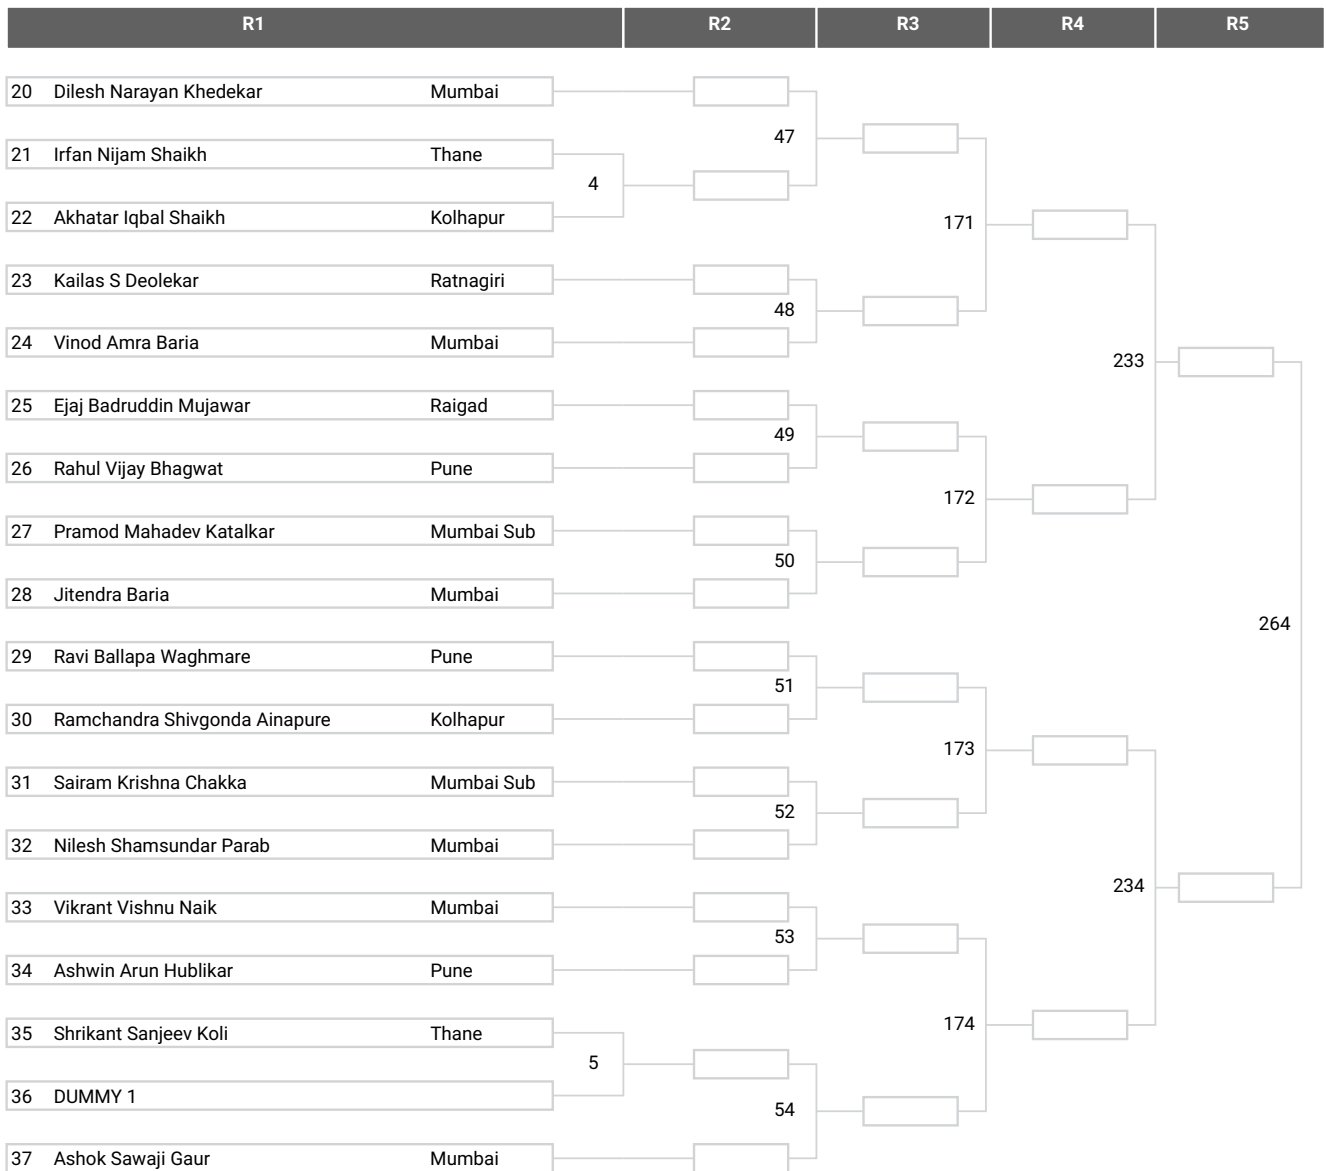 R1 R2 R3 R4 R5
20 Dilesh Narayan Khedekar Mumbai
47
21 Irfan Nijam Shaikh Thane
4
22 Akhatar Iqbal Shaikh Kolhapur
171
23 Kailas S Deolekar Ratnagiri
48
24 Vinod Amra Baria Mumbai
233
25 Ejaj Badruddin Mujawar Raigad
49
26 Rahul Vijay Bhagwat Pune
172
27 Pramod Mahadev Katalkar Mumbai Sub
50
28 Jitendra Baria Mumbai
264
29 Ravi Ballapa Waghmare Pune
51
30 Ramchandra Shivgonda Ainapure Kolhapur
173
31 Sairam Krishna Chakka Mumbai Sub
52
32 Nilesh Shamsundar Parab Mumbai
234
33 Vikrant Vishnu Naik Mumbai
53
34 Ashwin Arun Hublikar Pune
174
35 Shrikant Sanjeev Koli Thane
5
36 DUMMY 1
54
37 Ashok Sawaji Gaur Mumbai